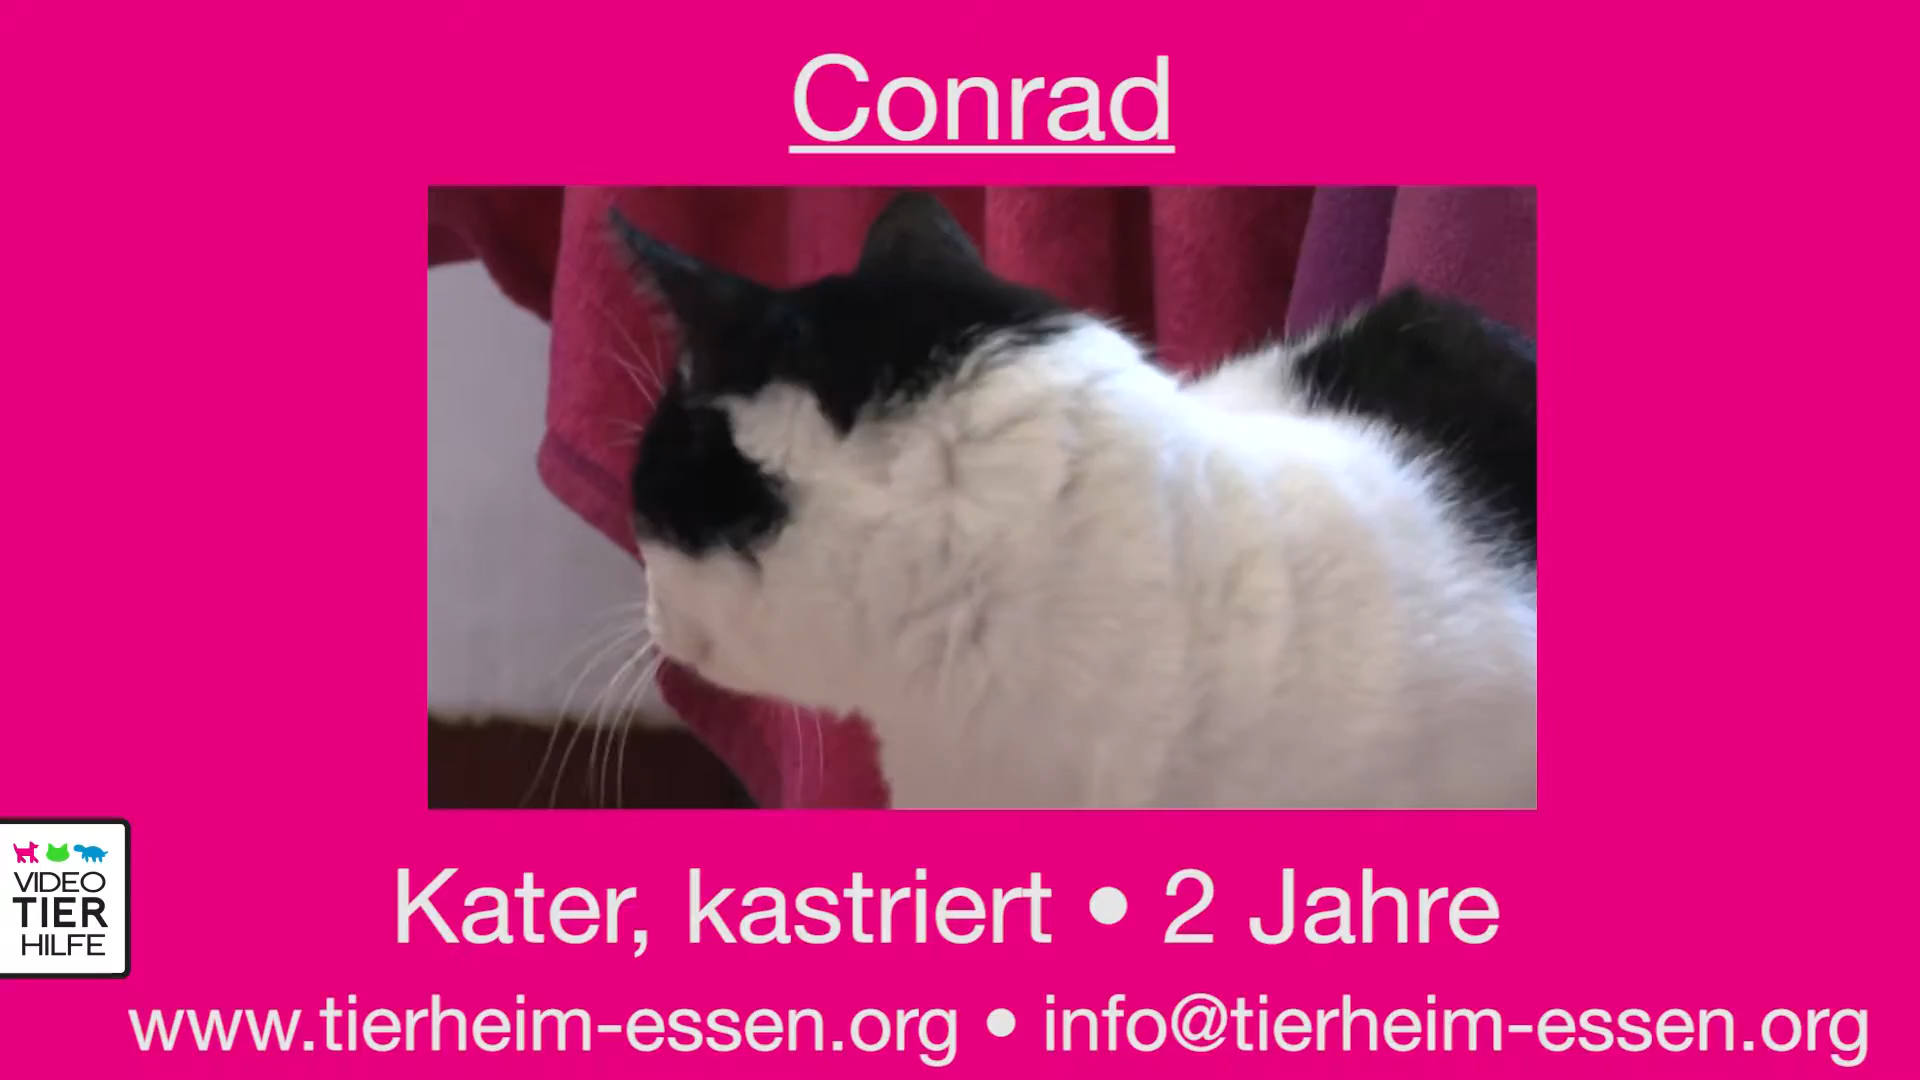 Conrad
VIDEO
TIER
HILFE
Kater, kastriert • 2 Jahre
www.tierheim-essen.org • info@tierheim-essen.org